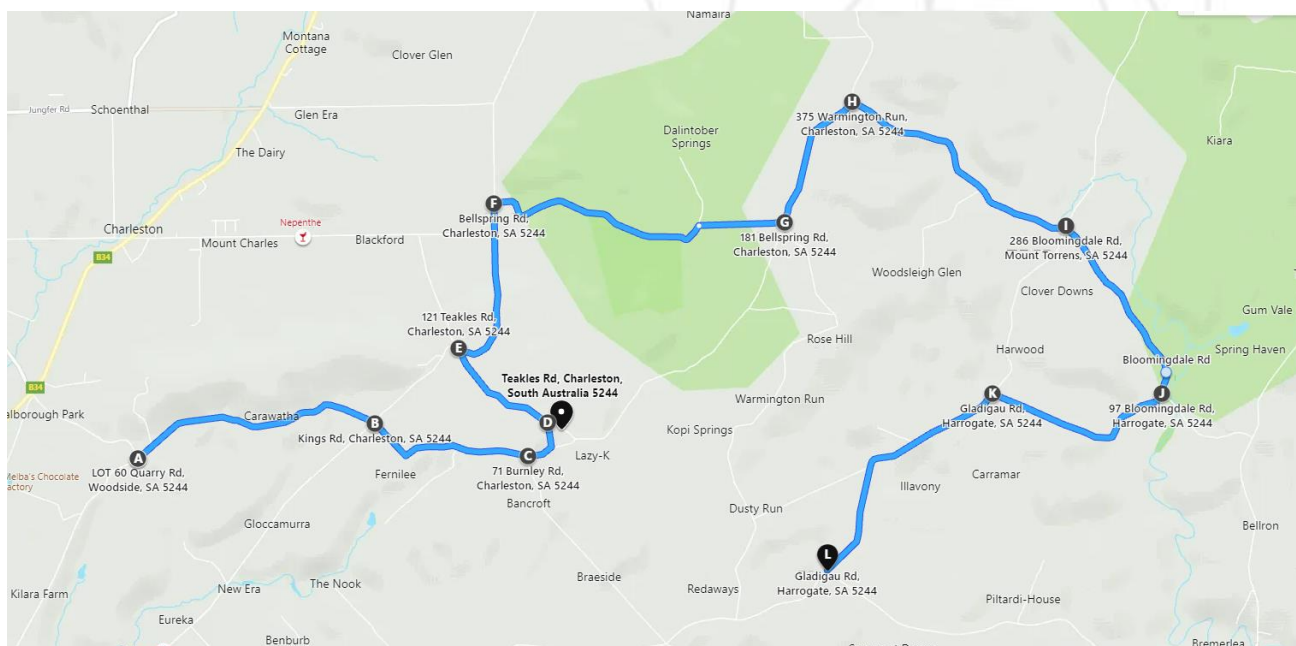 Namaira
Montana
Cottage
Clover Glen
Jungfer Rd
Schoenthal
Glen Era
H
375 Warmington Run,
Charleston, SA 5244
Dalintober
Springs
Kiara
The Dairy
F
Bellspring Rd,
Charleston, SA 5244
Nepenthe
Charleston
Mount Charles
Blackford
G
181 Bellspring Rd,
Charleston, SA 5244
I
286 Bloomingdale Rd,
Mount Torrens, SA 5244
B34
Woodsleigh Glen
Clover Downs
Gum Vale
121 Teakles Rd,
Charleston, SA 5244
E
Rose Hill
Harwood
Spring Haven
Bloomingdale Rd
B34
Teakles Rd, Charleston,
South Australia 5244
D
Warmington Run
K
Gladigau Rd,
Harrogate, SA 5244
J
97 Bloomingdale Rd,
Harrogate, SA 5244
alborough Park
Carawatha
B
Kings Rd, Charleston, SA 5244
Kopi Springs
A
LOT 60 Quarry Rd,
Woodside, SA 5244
Melba's Chocolate
actory
Fernilee
C
71 Burnley Rd,
Charleston, SA 5244
Lazy-K
Bancroft
Illavony
Carramar
Dusty Run
Gloccamurra
Bellron
L
Gladigau Rd,
Harrogate, SA 5244
Braeside
The Nook
New Era
Redaways
Kilara Farm
Piltardi-House
Eureka
Benburb
Bremerlea